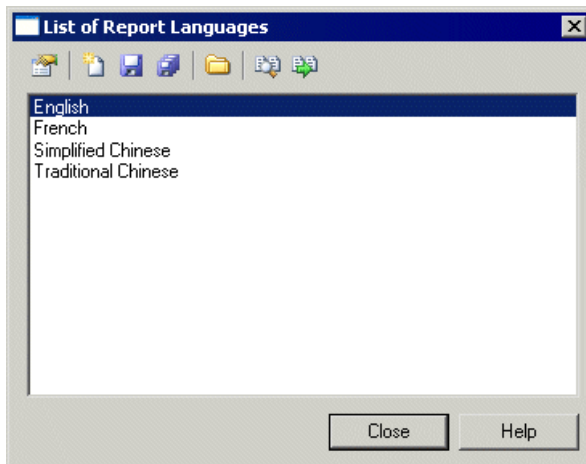 List of Report Languages
English
French
Simplified Chinese
Traditional Chinese
Close
Help